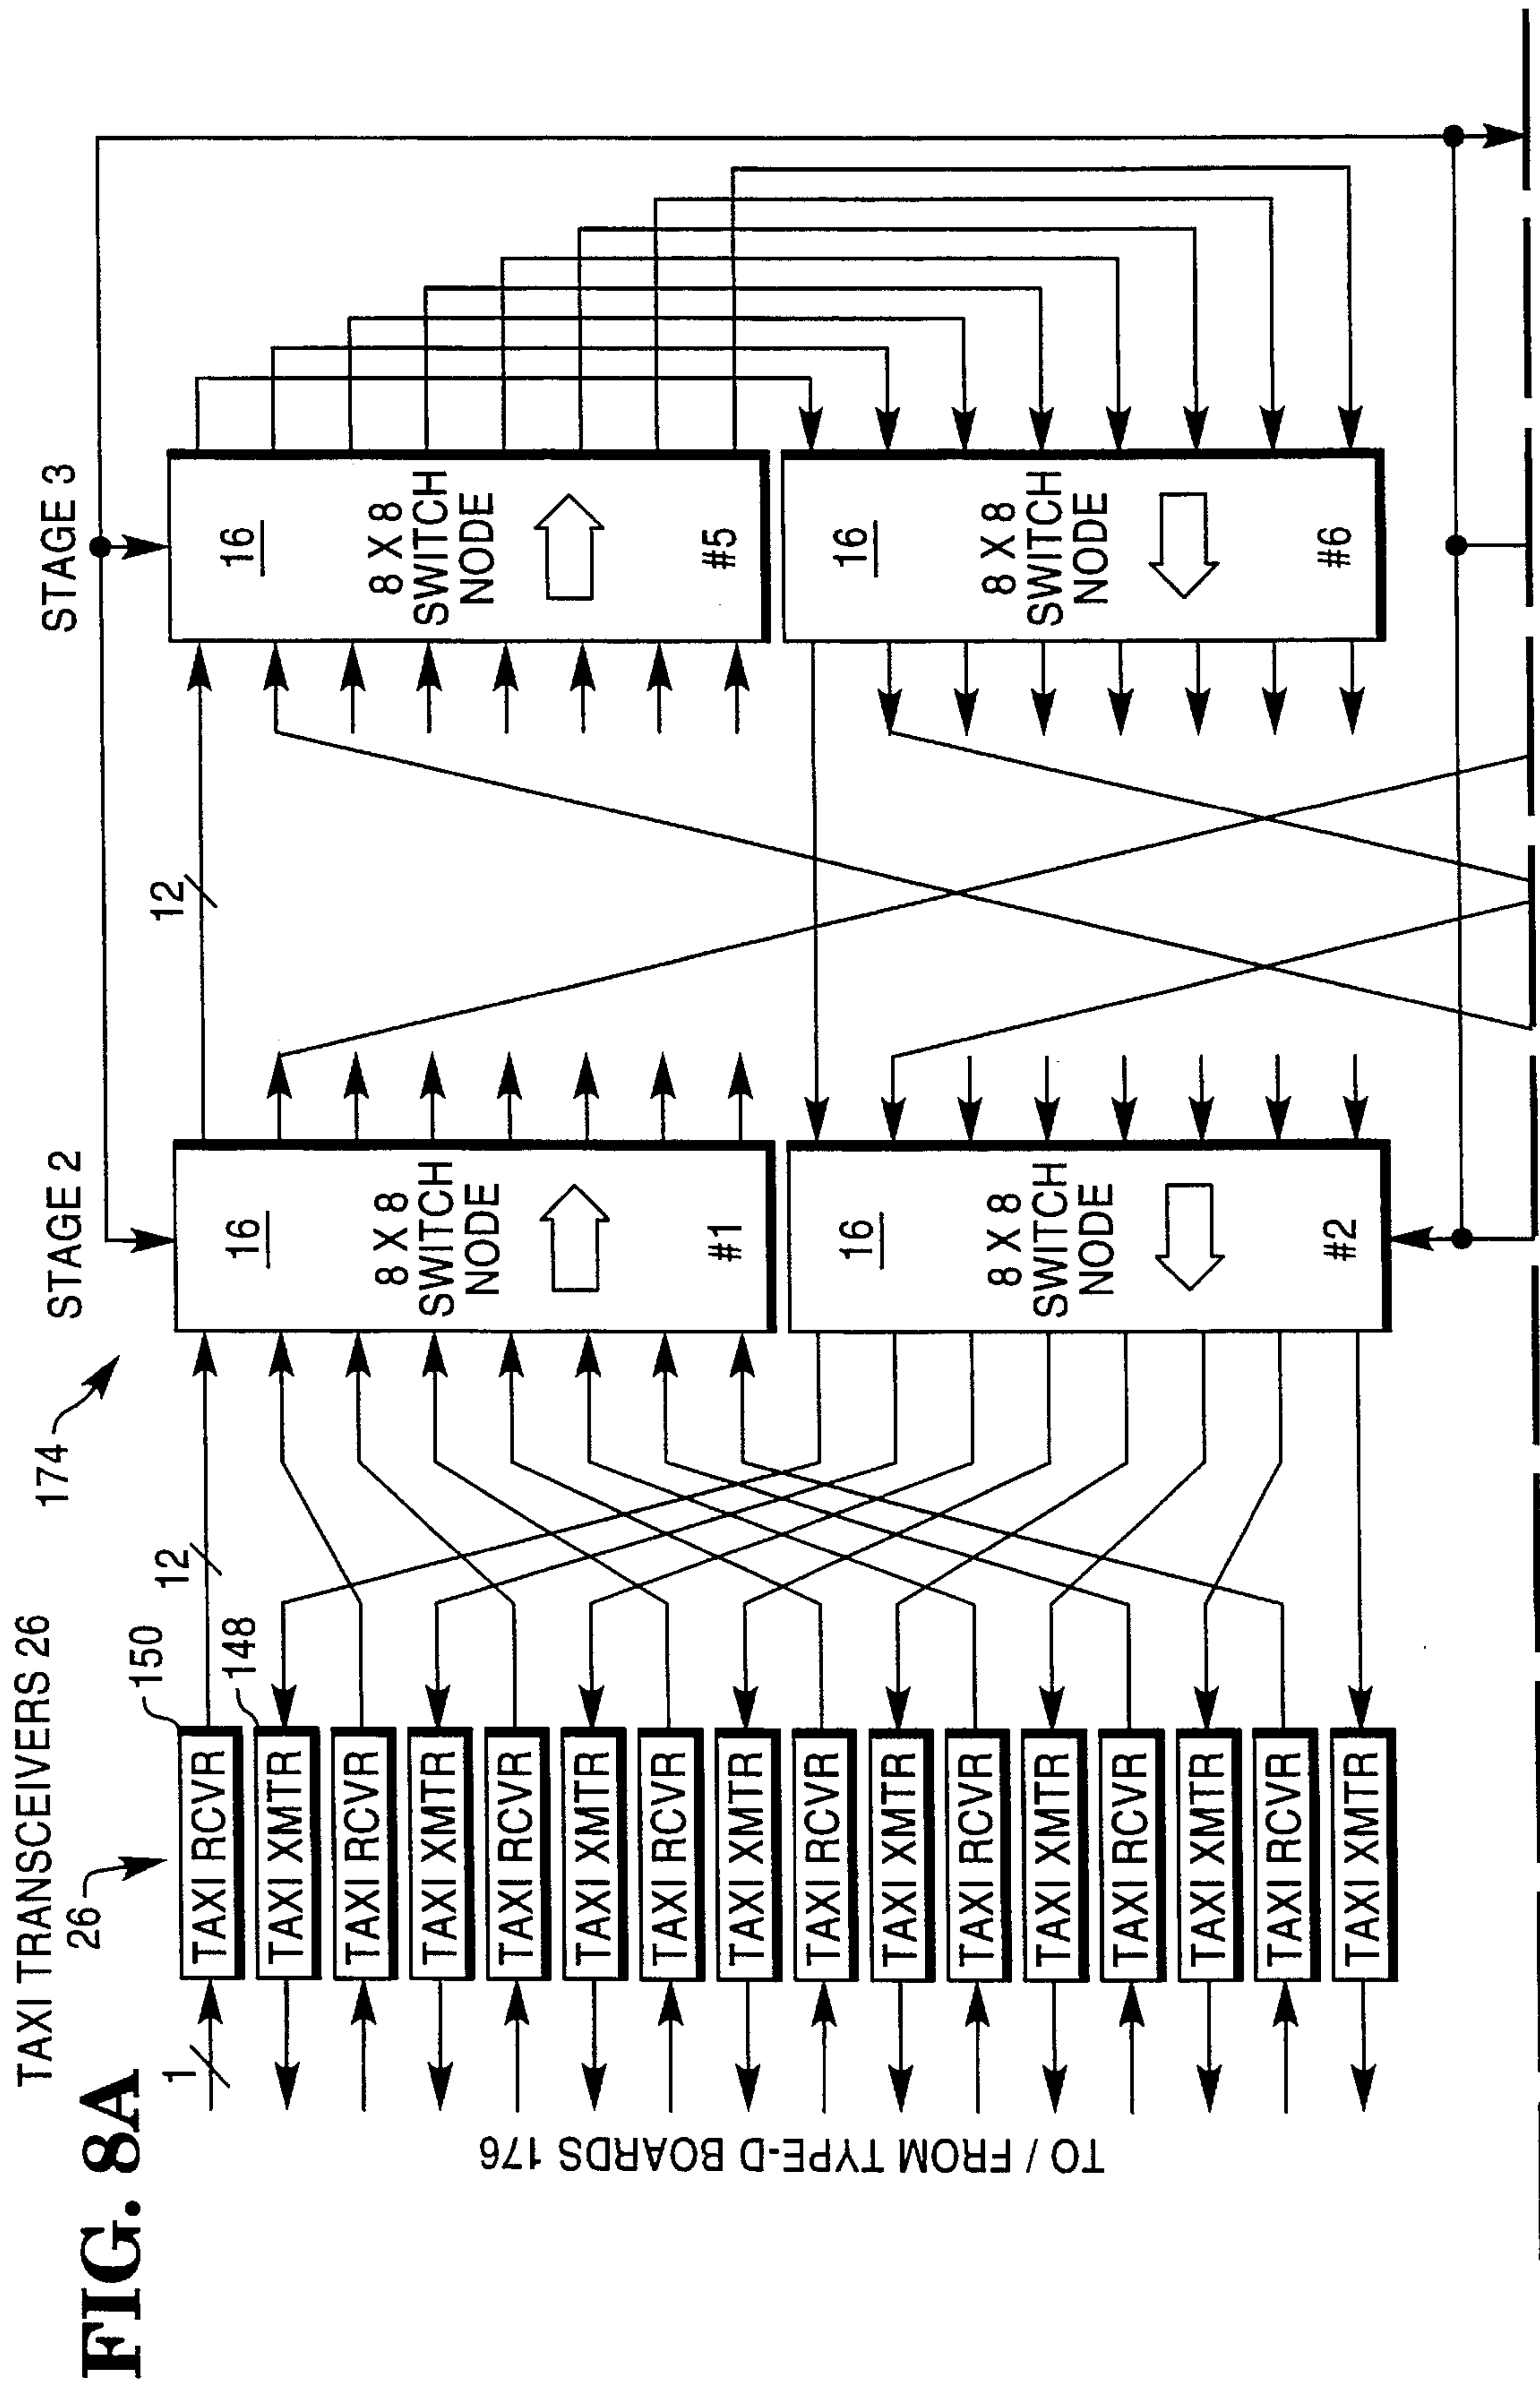 FIG. 8A
TAXI TRANSCEIVERS 26
26
150
148
174
STAGE 2
STAGE 3
1
12
12
TO / FROM TYPE-D BOARDS 176
TAXI RCVR
TAXI XMTR
TAXI RCVR
TAXI XMTR
TAXI RCVR
TAXI XMTR
TAXI RCVR
TAXI XMTR
TAXI RCVR
TAXI XMTR
TAXI RCVR
TAXI XMTR
TAXI RCVR
TAXI XMTR
TAXI RCVR
TAXI XMTR
16
8 X 8
SWITCH
NODE
#1
16
8 X 8
SWITCH
NODE
#2
16
8 X 8
SWITCH
NODE
#5
16
8 X 8
SWITCH
NODE
#6